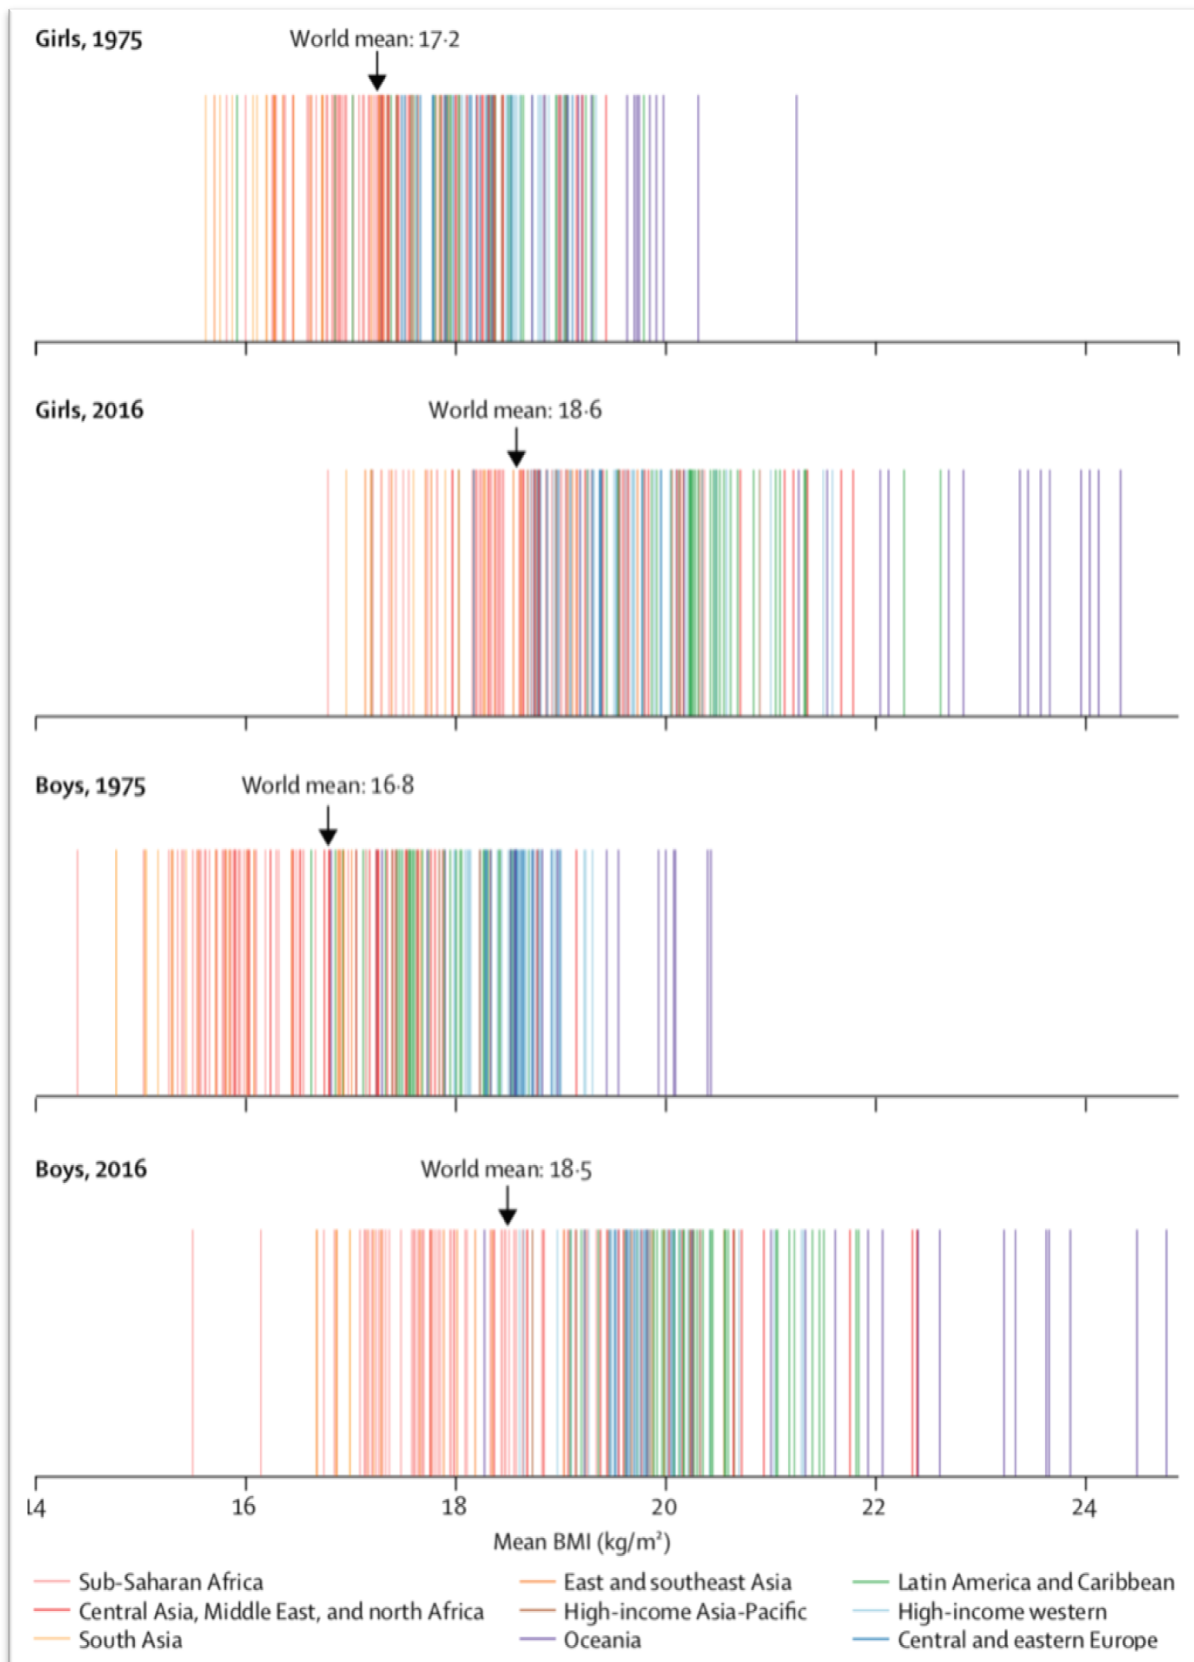 Girls, 1975
World mean: 17·2
Girls, 2016
World mean: 18·6
Boys, 1975
World mean: 16·8
Boys, 2016
World mean: 18·5
14 16 18 20 22 24
Mean BMI (kg/m²)
Sub-Saharan Africa
Central Asia, Middle East, and north Africa
South Asia
East and southeast Asia
High-income Asia-Pacific
Oceania
Latin America and Caribbean
High-income western
Central and eastern Europe